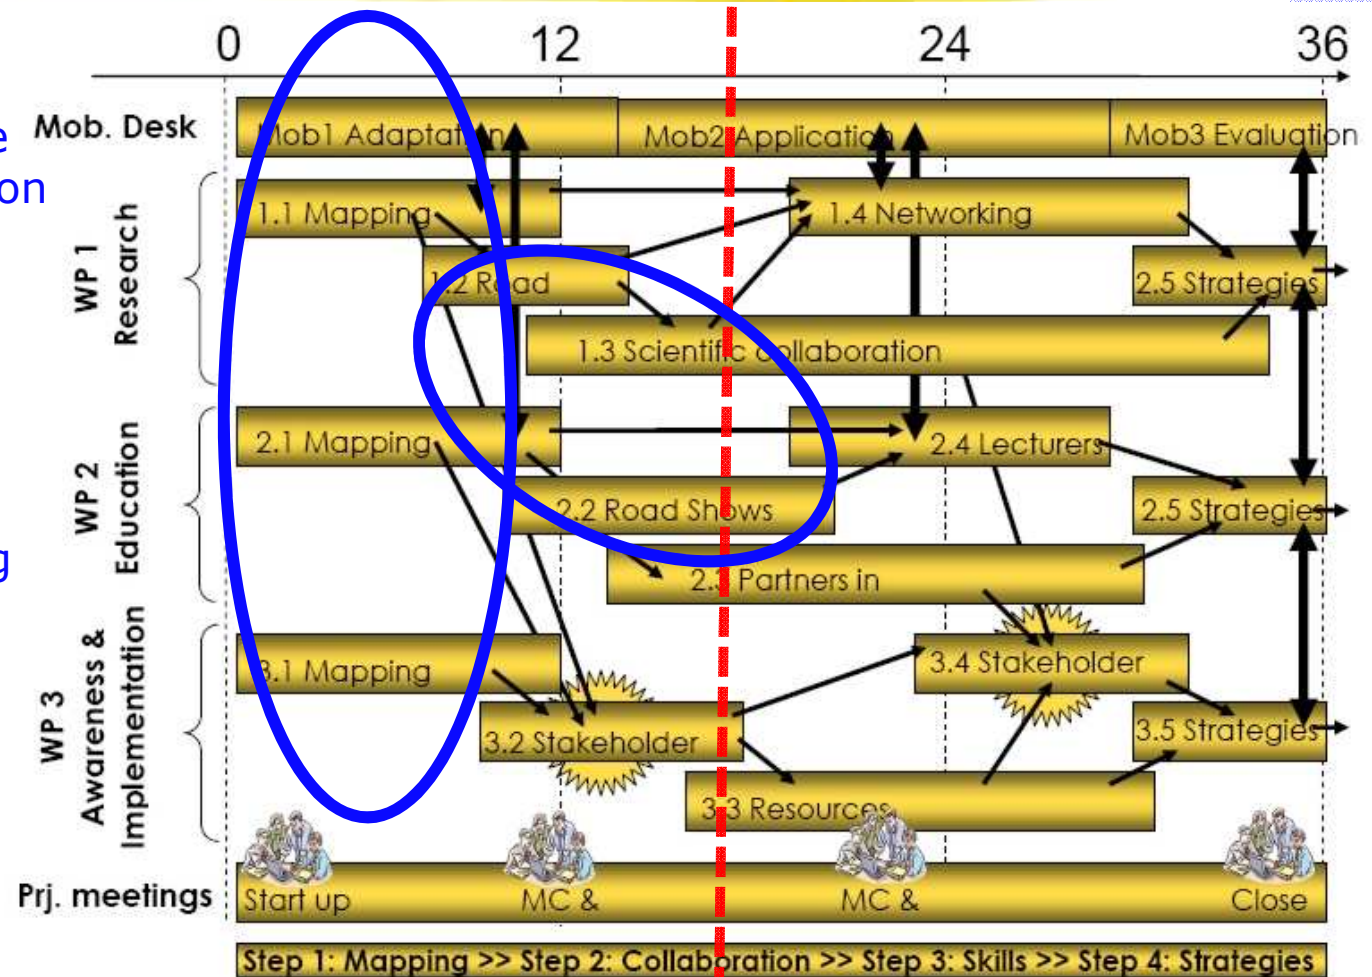 0 12 24 36
e
on
g
Mob. Desk
Mob1 Adaptation
Mob2 Application
Mob3 Evaluation
WP 1
Research
1.1 Mapping
1.4 Networking
1.2 Road
2.5 Strategies
1.3 Scientific collaboration
WP 2
Education
2.1 Mapping
2.4 Lecturers
2.2 Road Shows
2.5 Strategies
2.3 Partners in
WP 3
Awareness &
Implementation
3.1 Mapping
3.4 Stakeholder
3.2 Stakeholder
3.5 Strategies
3.3 Resources
Prj. meetings
Start up
MC &
MC &
Close
Step 1: Mapping >> Step 2: Collaboration >> Step 3: Skills >> Step 4: Strategies